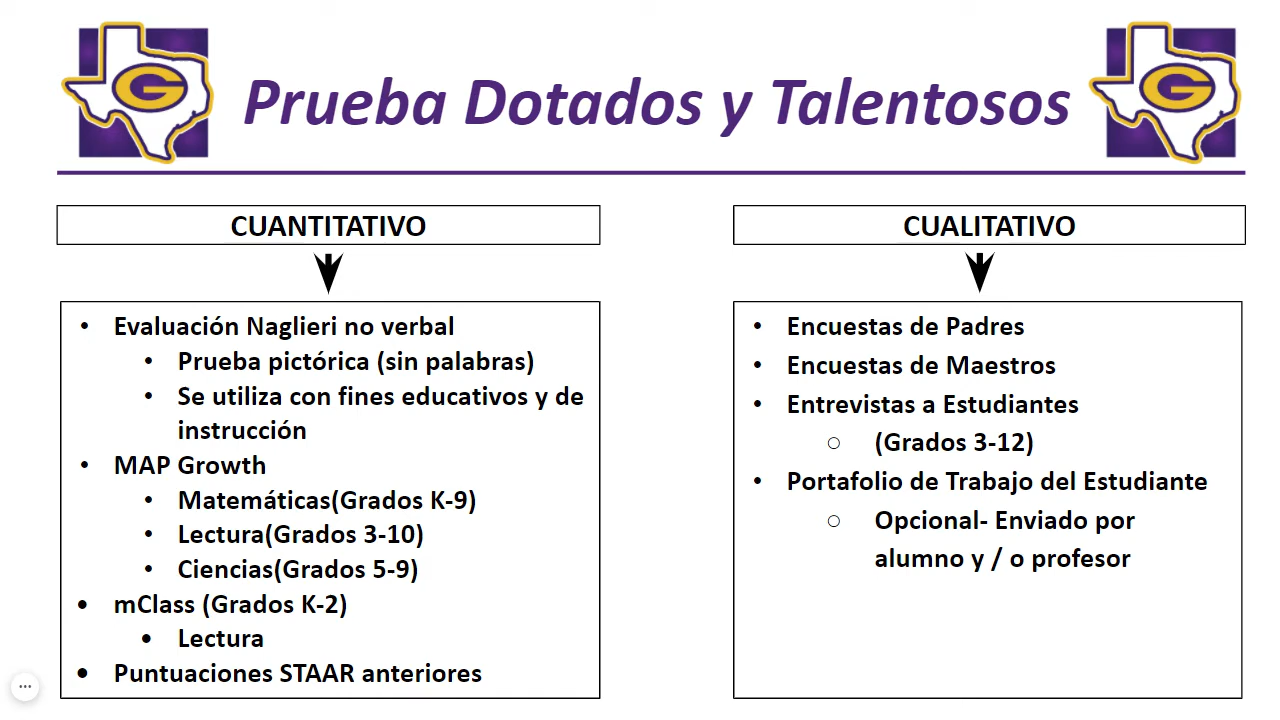 G
G
Prueba Dotados y Talentosos
CUANTITATIVO
• Evaluación Naglieri no verbal
• Prueba pictórica (sin palabras)
• Se utiliza con fines educativos y de
instrucción
• MAP Growth
• Matemáticas(Grados K-9)
• Lectura(Grados 3-10)
• Ciencias(Grados 5-9)
• mClass (Grados K-2)
• Lectura
• Puntuaciones STAAR anteriores
CUALITATIVO
• Encuestas de Padres
• Encuestas de Maestros
• Entrevistas a Estudiantes
○ (Grados 3-12)
• Portafolio de Trabajo del Estudiante
○ Opcional- Enviado por
alumno y / o profesor